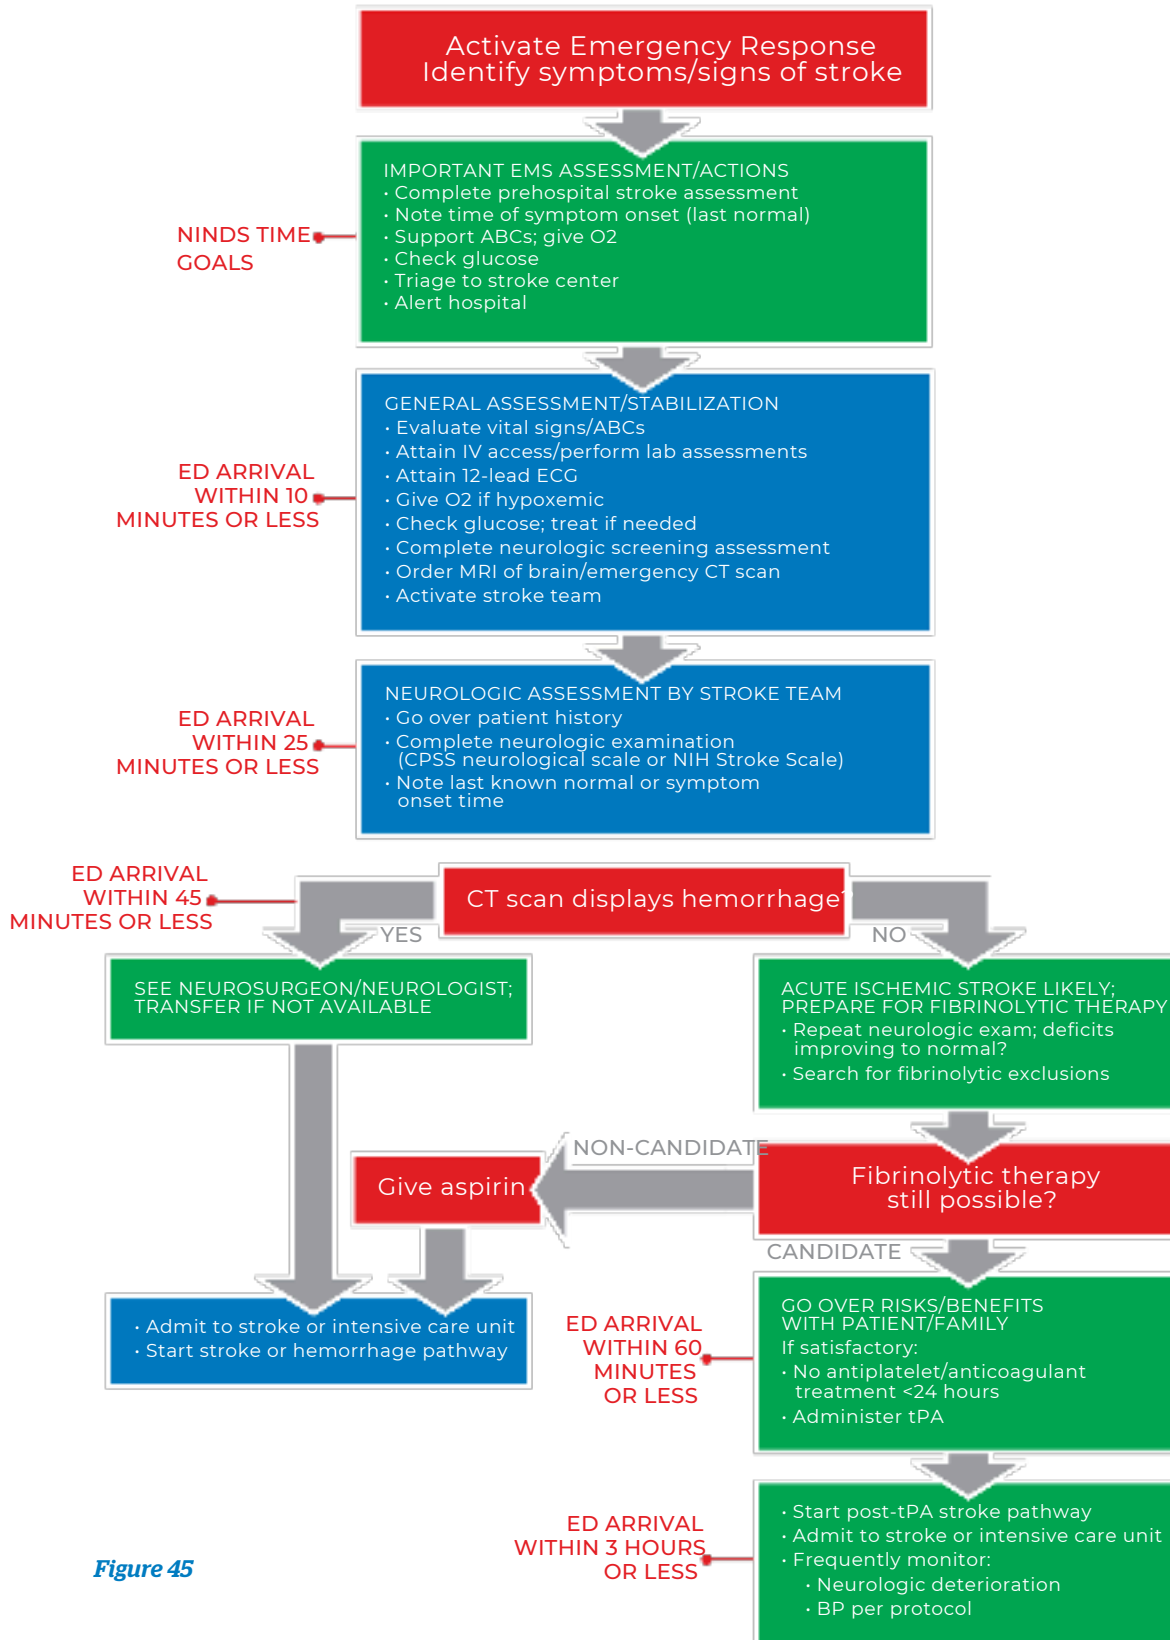 Activate Emergency Response
Identify symptoms/signs of stroke
IMPORTANT EMS ASSESSMENT/ACTIONS
• Complete prehospital stroke assessment
• Note time of symptom onset (last normal)
• Support ABCs; give O2
• Check glucose
• Triage to stroke center
• Alert hospital
NINDS TIME
GOALS
GENERAL ASSESSMENT/STABILIZATION
• Evaluate vital signs/ABCs
• Attain IV access/perform lab assessments
• Attain 12-lead ECG
• Give O2 if hypoxemic
• Check glucose; treat if needed
• Complete neurologic screening assessment
• Order MRI of brain/emergency CT scan
• Activate stroke team
ED ARRIVAL
WITHIN 10
MINUTES OR LESS
NEUROLOGIC ASSESSMENT BY STROKE TEAM
• Go over patient history
• Complete neurologic examination
(CPSS neurological scale or NIH Stroke Scale)
• Note last known normal or symptom
onset time
ED ARRIVAL
WITHIN 25
MINUTES OR LESS
ED ARRIVAL
WITHIN 45
MINUTES OR LESS
CT scan displays hemorrhage?
YES
NO
SEE NEUROSURGEON/NEUROLOGIST;
TRANSFER IF NOT AVAILABLE
ACUTE ISCHEMIC STROKE LIKELY;
PREPARE FOR FIBRINOLYTIC THERAPY
• Repeat neurologic exam; deficits
improving to normal?
• Search for fibrinolytic exclusions
NON-CANDIDATE
Give aspirin
Fibrinolytic therapy
still possible?
CANDIDATE
• Admit to stroke or intensive care unit
• Start stroke or hemorrhage pathway
ED ARRIVAL
WITHIN 60
MINUTES
OR LESS
GO OVER RISKS/BENEFITS
WITH PATIENT/FAMILY
If satisfactory:
• No antiplatelet/anticoagulant
treatment <24 hours
• Administer tPA
ED ARRIVAL
WITHIN 3 HOURS
OR LESS
• Start post-tPA stroke pathway
• Admit to stroke or intensive care unit
• Frequently monitor:
• Neurologic deterioration
• BP per protocol
Figure 45